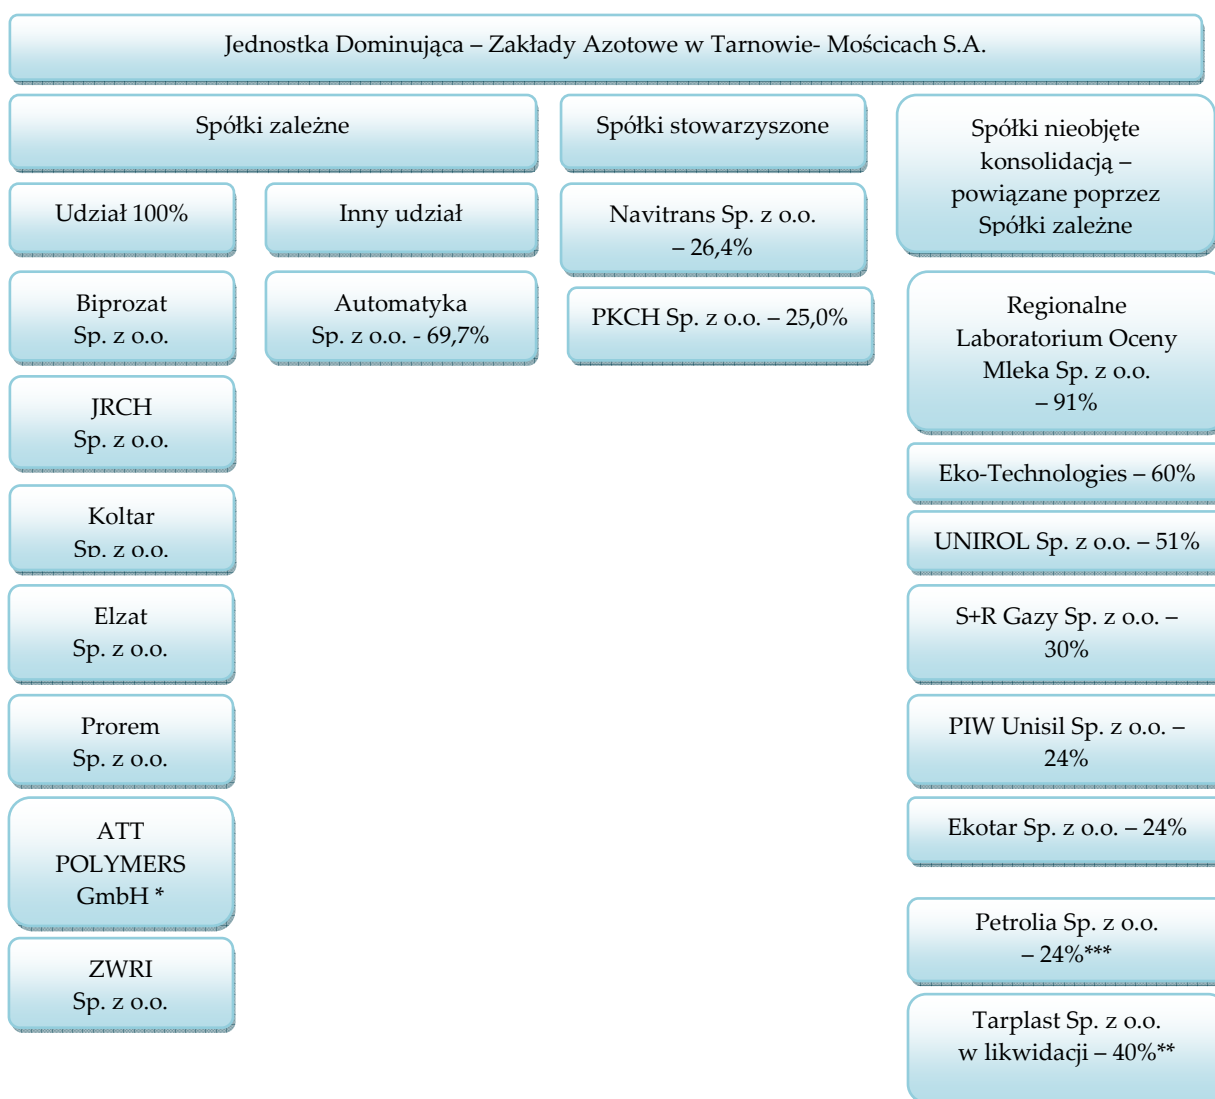 Jednostka Dominująca – Zakłady Azotowe w Tarnowie- Mościcach S.A.
Spółki zależne
Udział 100%
Biprozat
Sp. z o.o.
JRCH
Sp. z o.o.
Koltar
Sp. z o.o.
Elzat
Sp. z o.o.
Prorem
Sp. z o.o.
ATT
POLYMERS
GmbH *
ZWRI
Sp. z o.o.
Inny udział
Automatyka
Sp. z o.o. - 69,7%
Spółki stowarzyszone
Navitrans Sp. z o.o.
– 26,4%
PKCH Sp. z o.o. – 25,0%
Spółki nieobjęte
konsolidacją –
powiązane poprzez
Spółki zależne
Regionalne
Laboratorium Oceny
Mleka Sp. z o.o.
– 91%
Eko-Technologies – 60%
UNIROL Sp. z o.o. – 51%
S+R Gazy Sp. z o.o. –
30%
PIW Unisil Sp. z o.o. –
24%
Ekotar Sp. z o.o. – 24%
Petrolia Sp. z o.o.
– 24%***
Tarplast Sp. z o.o.
w likwidacji – 40%**